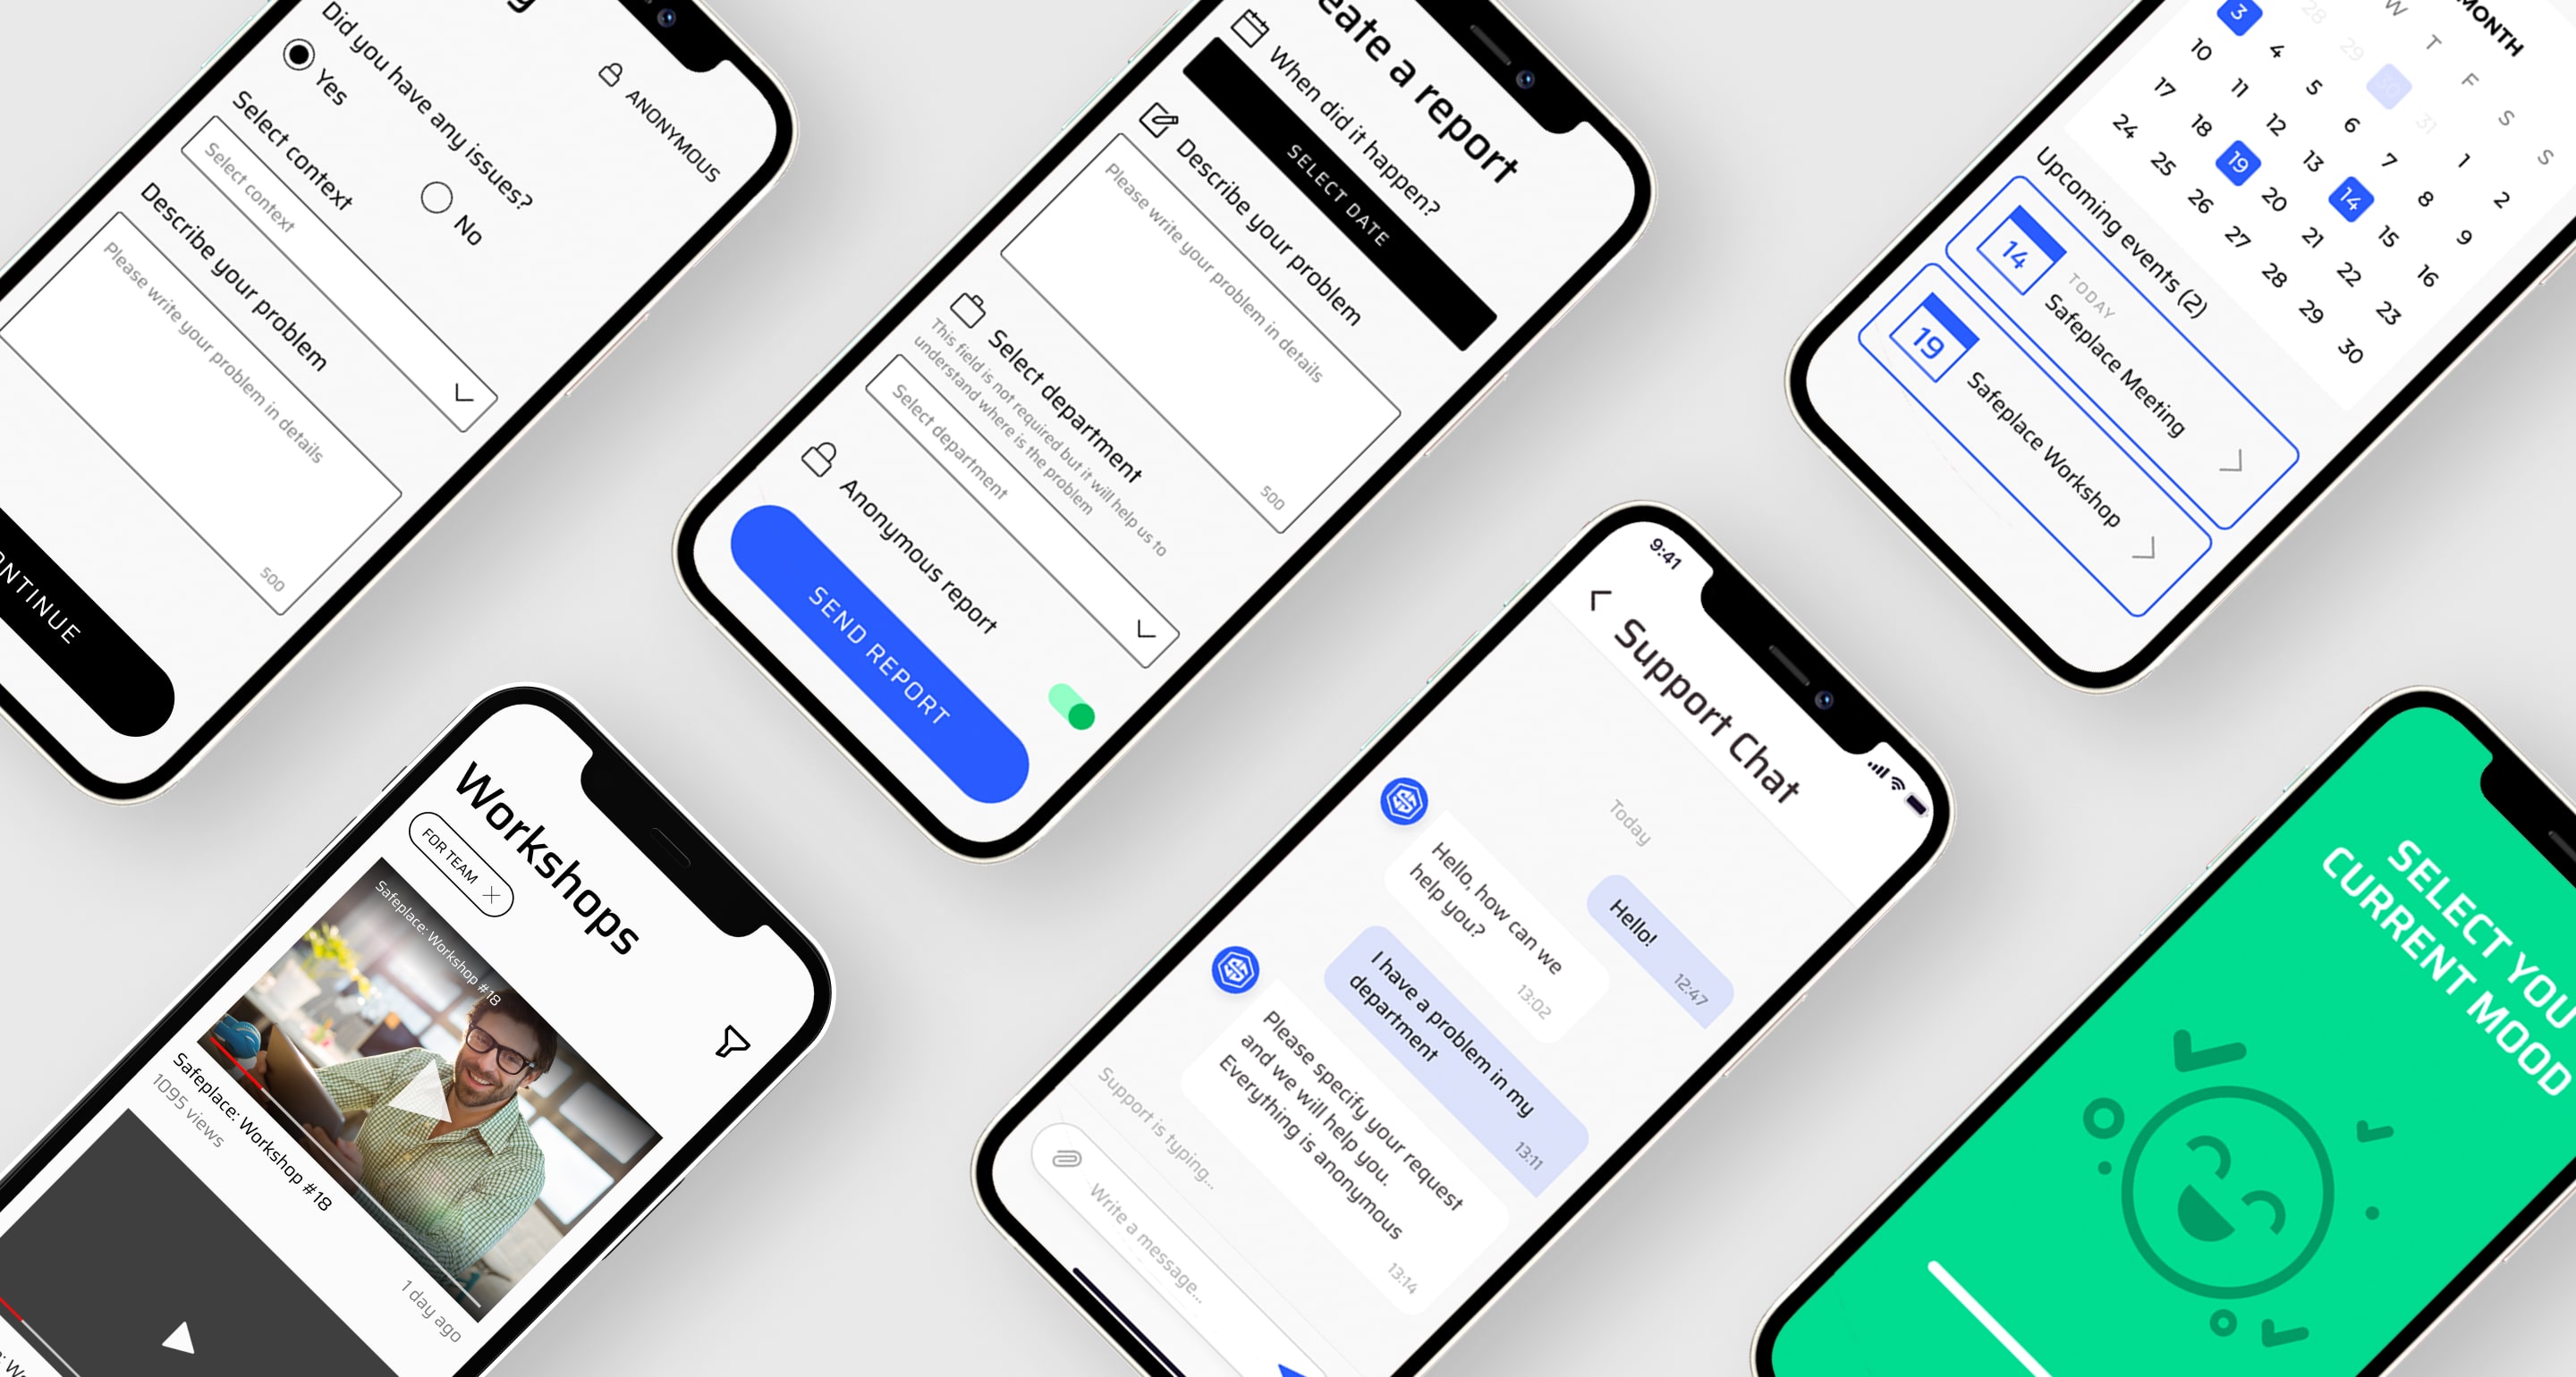 ANONYMOUS
Did you have any issues?
Yes
No
Select context
Select context
Describe your problem
Please write your problem in details
500
CONTINUE
eate a report
When did it happen?
SELECT DATE
Describe your problem
Please write your problem in details
500
Select department
This field is not required but it will help us to
understand where is the problem
Select department
Anonymous report
SEND REPORT
MONTH
W T F S S
28 29 30 31 1 2
3 4 5 6 7 8 9
10 11 12 13 14 15 16
17 18 19 20 21 22 23
24 25 26 27 28 29 30
Upcoming events (2)
14
TODAY
Safeplace Meeting
19
Safeplace Workshop
Workshops
FOR TEAM
Safeplace: Workshop #18
Safeplace: Workshop #18
1095 views
1 day ago
9:41
Support Chat
Today
Hello!
12:47
Hello, how can we
help you?
13:02
I have a problem in my
department
13:11
Please specify your request
and we will help you.
Everything is anonymous
13:14
Support is typing...
Write a message...
SELECT YOU
CURRENT MOOD